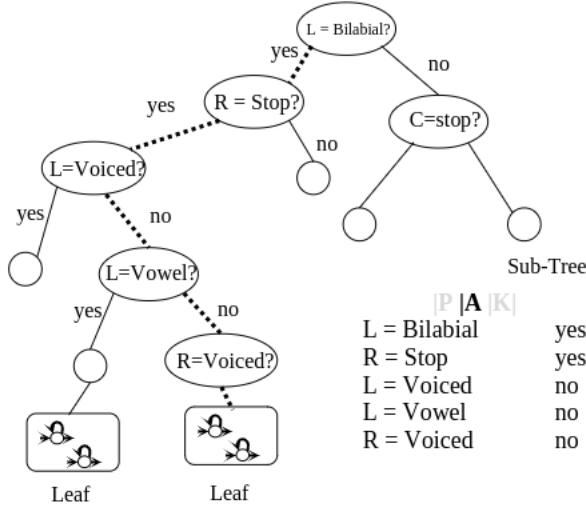 L = Bilabial?
yes
no
R = Stop?
C=stop?
yes
no
L=Voiced?
yes
no
L=Vowel?
Sub-Tree
yes
no
|P |A |K|
R=Voiced?
L = Bilabial yes
R = Stop yes
L = Voiced no
L = Vowel no
R = Voiced no
Leaf
Leaf